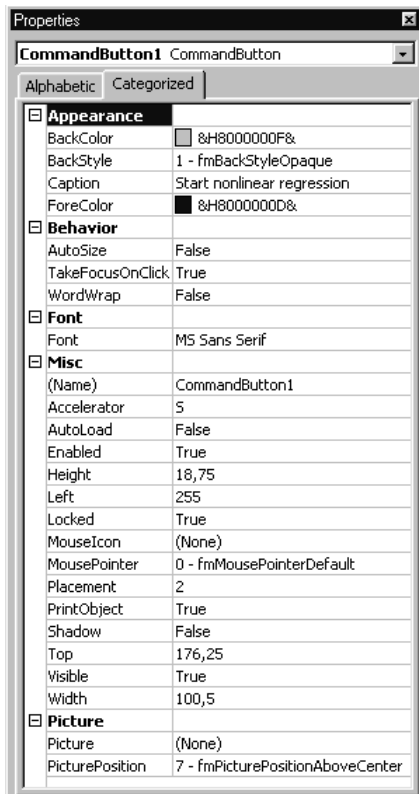 Properties
CommandButton1 CommandButton
Alphabetic Categorized
Appearance
BackColor &H8000000F&
BackStyle 1 - fmBackStyleOpaque
Caption Start nonlinear regression
ForeColor &H8000000D&
Behavior
AutoSize False
TakeFocusOnClick True
WordWrap False
Font
Font MS Sans Serif
Misc
(Name) CommandButton1
Accelerator S
AutoLoad False
Enabled True
Height 18,75
Left 255
Locked True
MouseIcon (None)
MousePointer 0 - fmMousePointerDefault
Placement 2
PrintObject True
Shadow False
Top 176,25
Visible True
Width 100,5
Picture
Picture (None)
PicturePosition 7 - fmPicturePositionAboveCenter